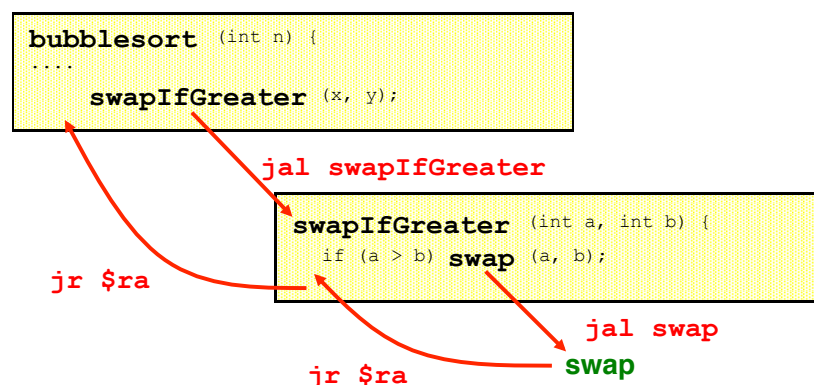 bubblesort (int n) {
....
swapIfGreater (x, y);
jal swapIfGreater
swapIfGreater (int a, int b) {
if (a > b) swap (a, b);
jr $ra
jal swap
swap
jr $ra